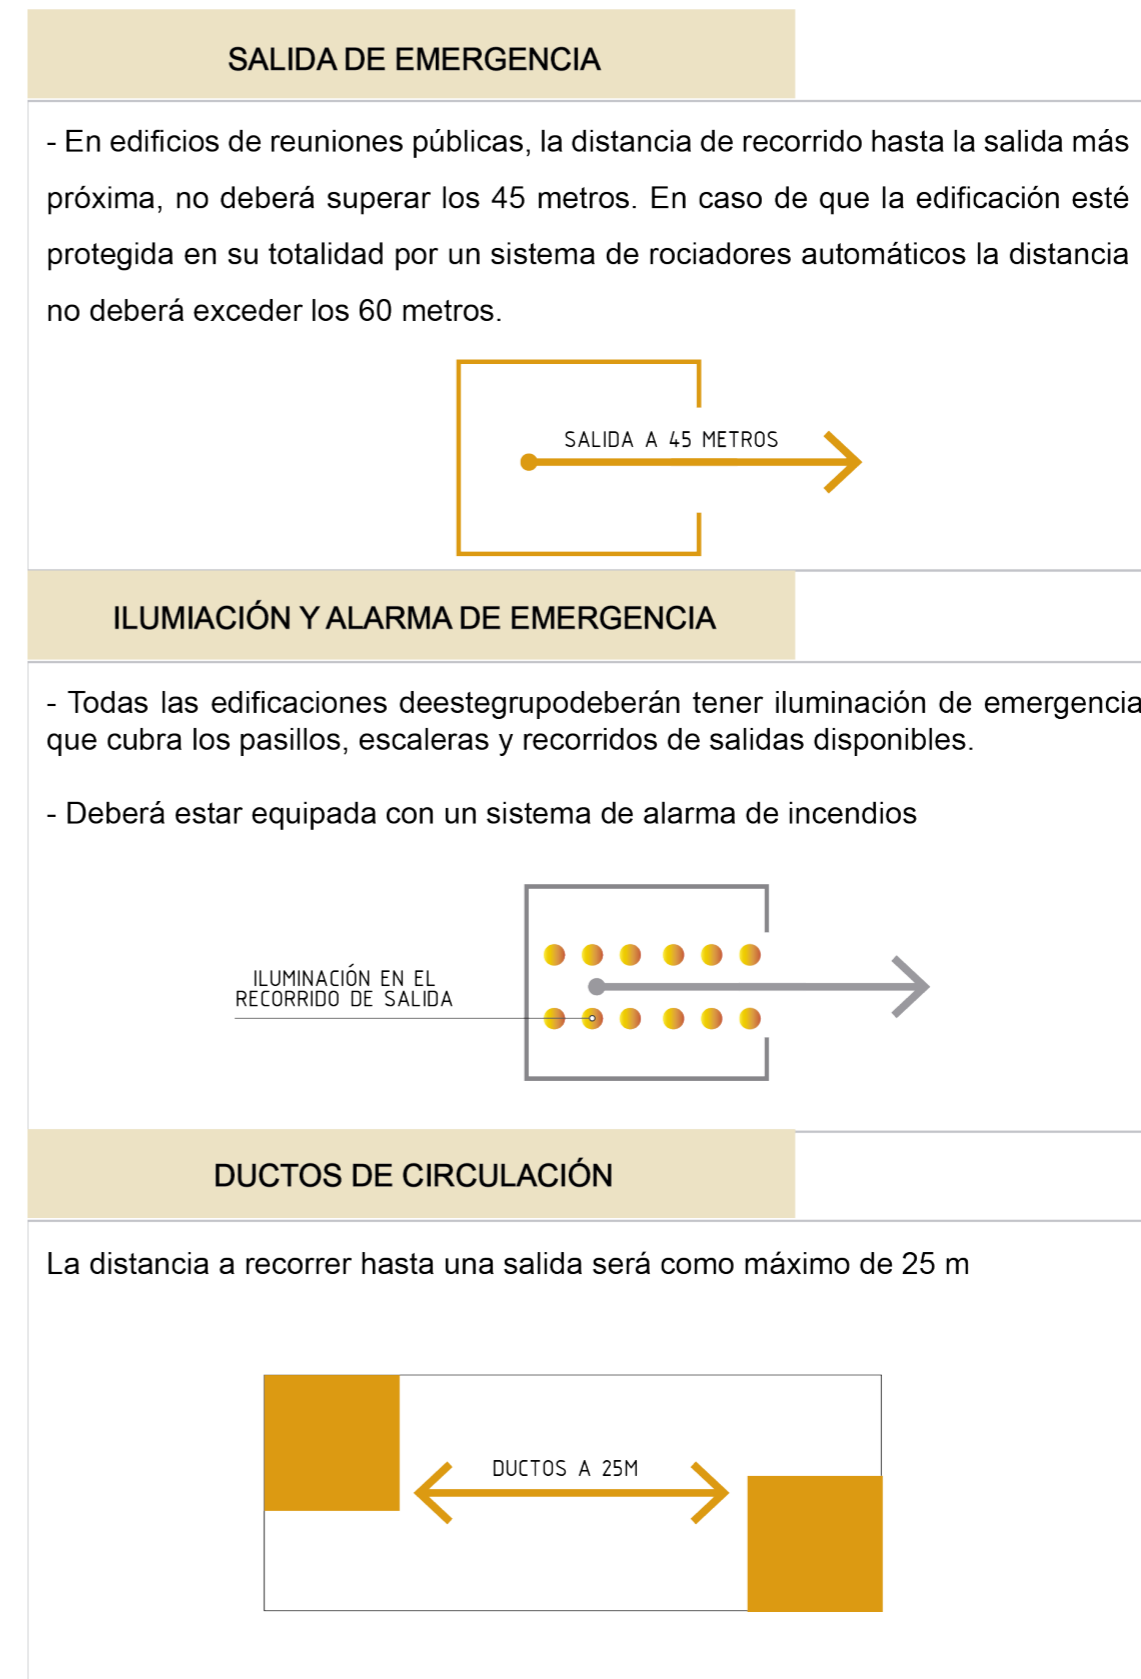 SALIDA DE EMERGENCIA
- En edificios de reuniones públicas, la distancia de recorrido hasta la salida más
próxima, no deberá superar los 45 metros. En caso de que la edificación esté
protegida en su totalidad por un sistema de rociadores automáticos la distancia
no deberá exceder los 60 metros.
SALIDA A 45 METROS
ILUMIACIÓN Y ALARMA DE EMERGENCIA
- Todas las edificaciones deestegrupodeberán tener iluminación de emergencia
que cubra los pasillos, escaleras y recorridos de salidas disponibles.
- Deberá estar equipada con un sistema de alarma de incendios
ILUMINACIÓN EN EL
RECORRIDO DE SALIDA
DUCTOS DE CIRCULACIÓN
La distancia a recorrer hasta una salida será como máximo de 25 m
DUCTOS A 25M